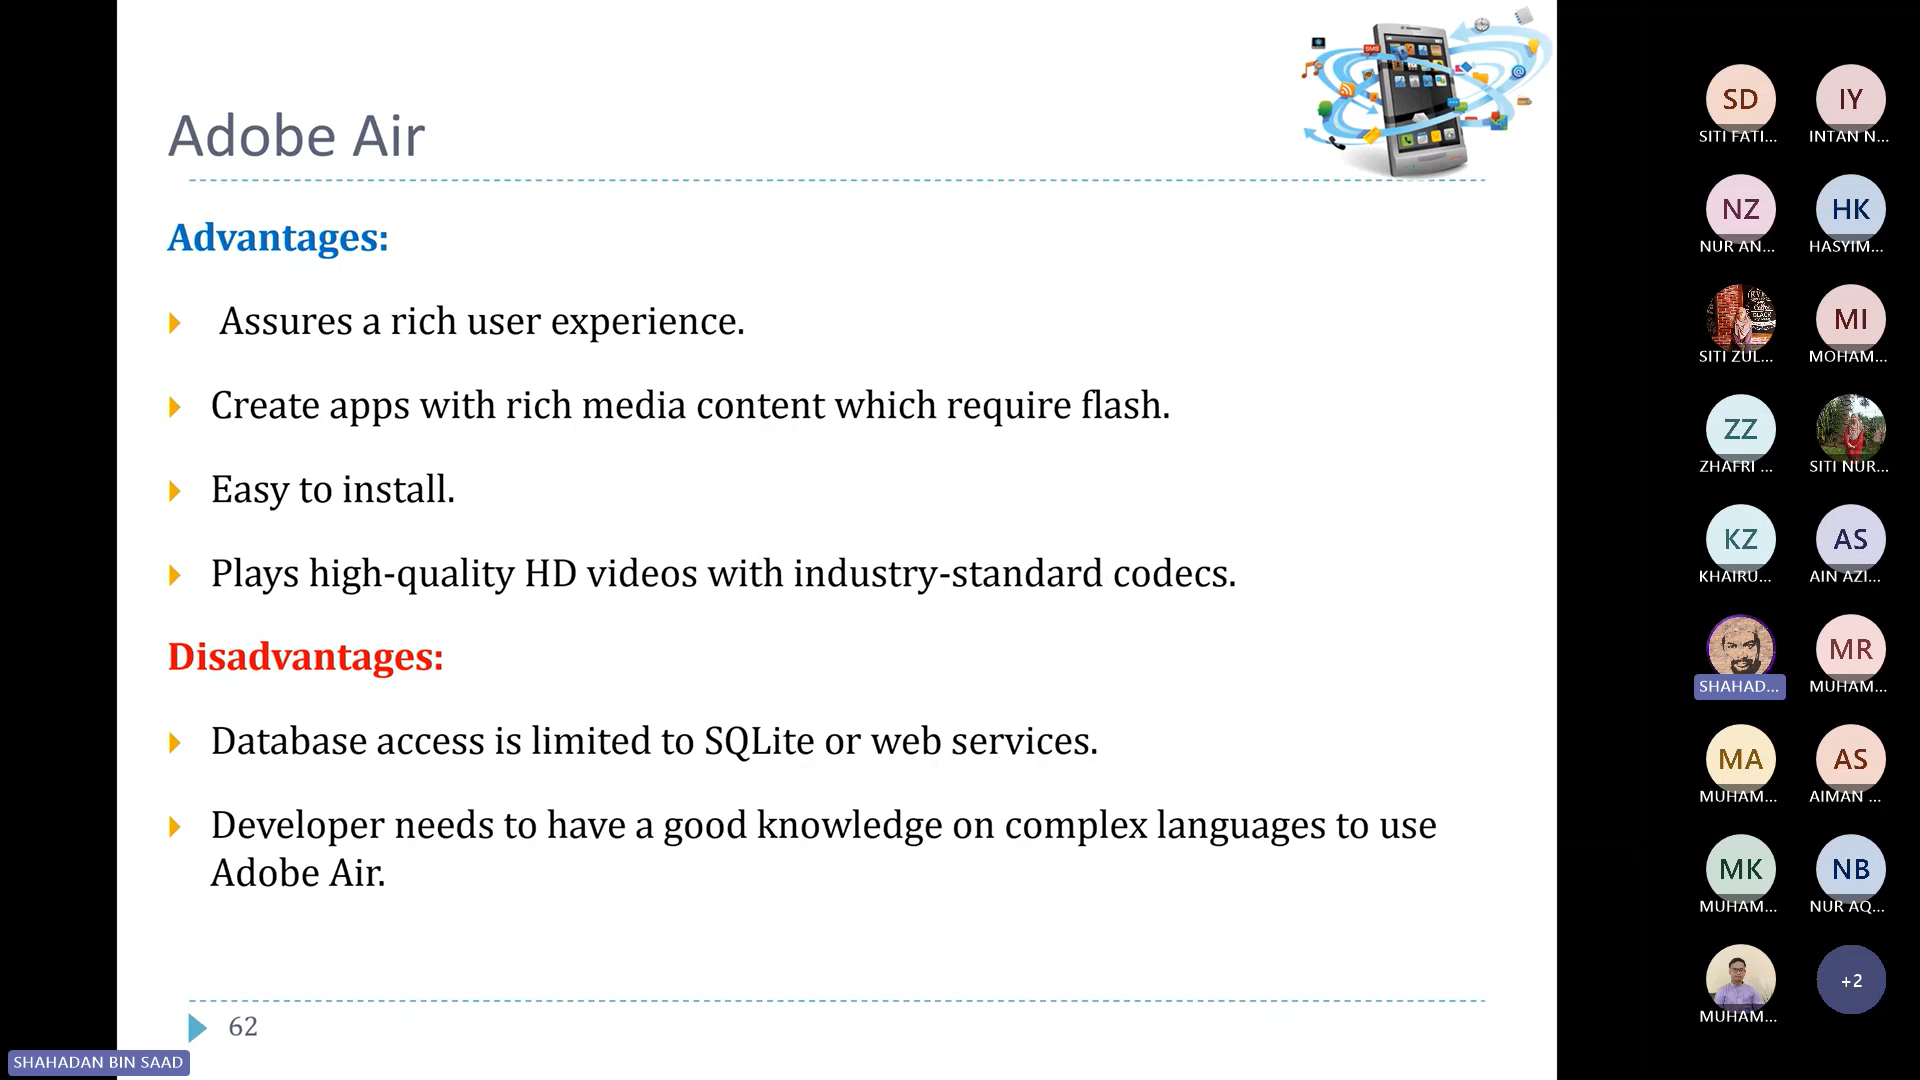 Adobe Air
Advantages:
Assures a rich user experience.
Create apps with rich media content which require flash.
Easy to install.
Plays high-quality HD videos with industry-standard codecs.
Disadvantages:
Database access is limited to SQLite or web services.
Developer needs to have a good knowledge on complex languages to use
Adobe Air.
62
SHAHADAN BIN SAAD
SD
SITI FATI...
IY
INTAN N...
NZ
NUR AN...
HK
HASYIM...
SITI ZUL...
MI
MOHAM...
ZZ
ZHAFRI ...
SITI NUR...
KZ
KHAIRU...
AS
AIN AZI...
SHAHAD...
MR
MUHAM...
MA
MUHAM...
AS
AIMAN ...
MK
MUHAM...
NB
NUR AQ...
MUHAM...
+2